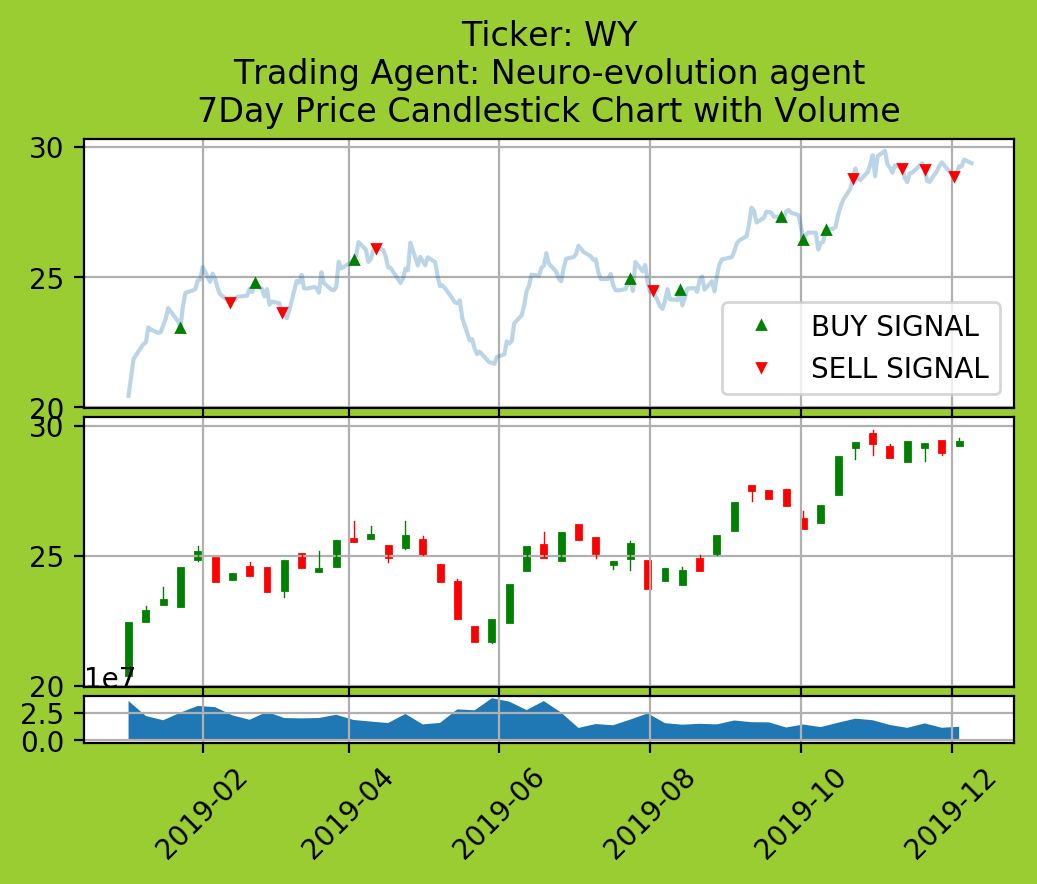 Ticker: WY
Trading Agent: Neuro-evolution agent
7Day Price Candlestick Chart with Volume
30
25
20
BUY SIGNAL
SELL SIGNAL
30
25
20
1e7
2.5
0.0
2019-02
2019-04
2019-06
2019-08
2019-10
2019-12